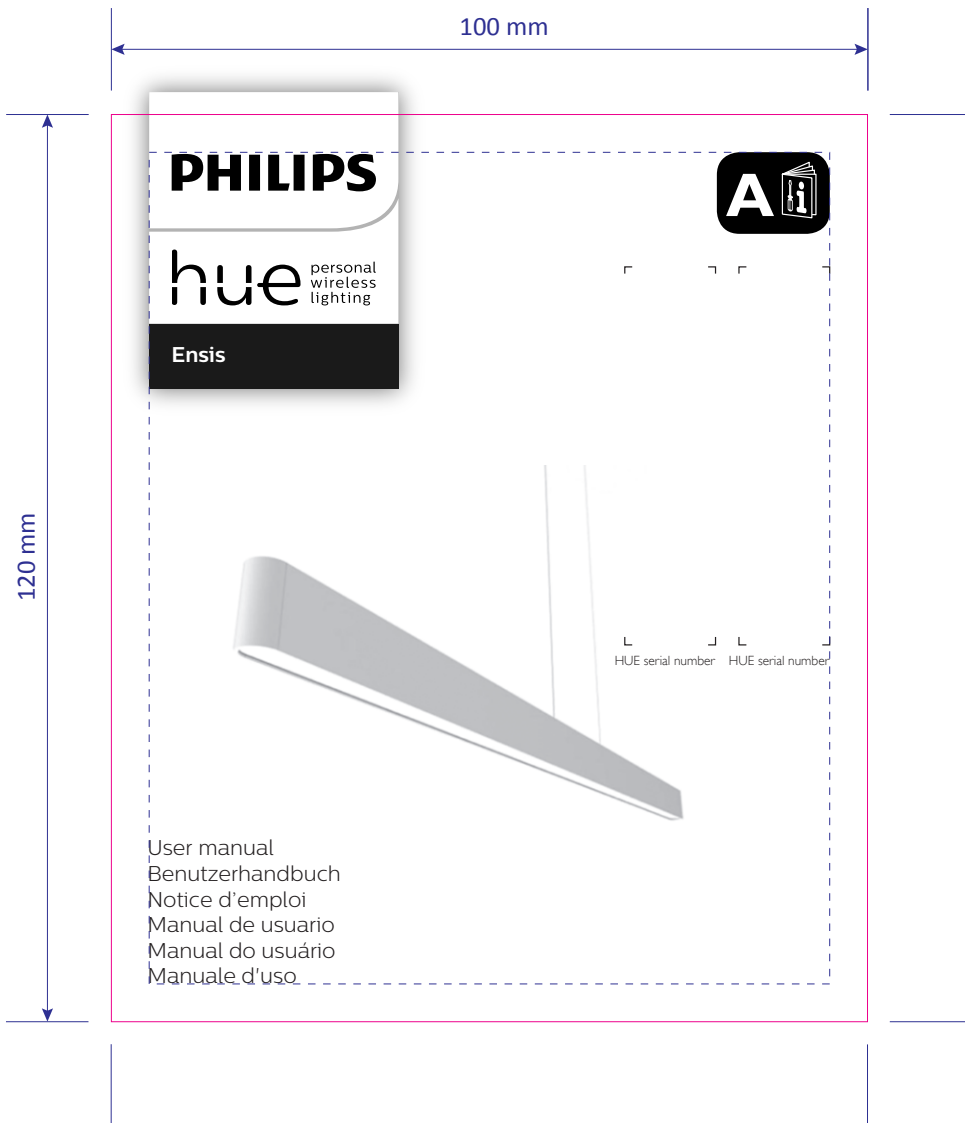 100 mm
PHILIPS
A i
hue personal
wireless
lighting
Ensis
120 mm
HUE serial number HUE serial number
User manual
Benutzerhandbuch
Notice d'emploi
Manual de usuario
Manual do usuário
Manuale d'uso